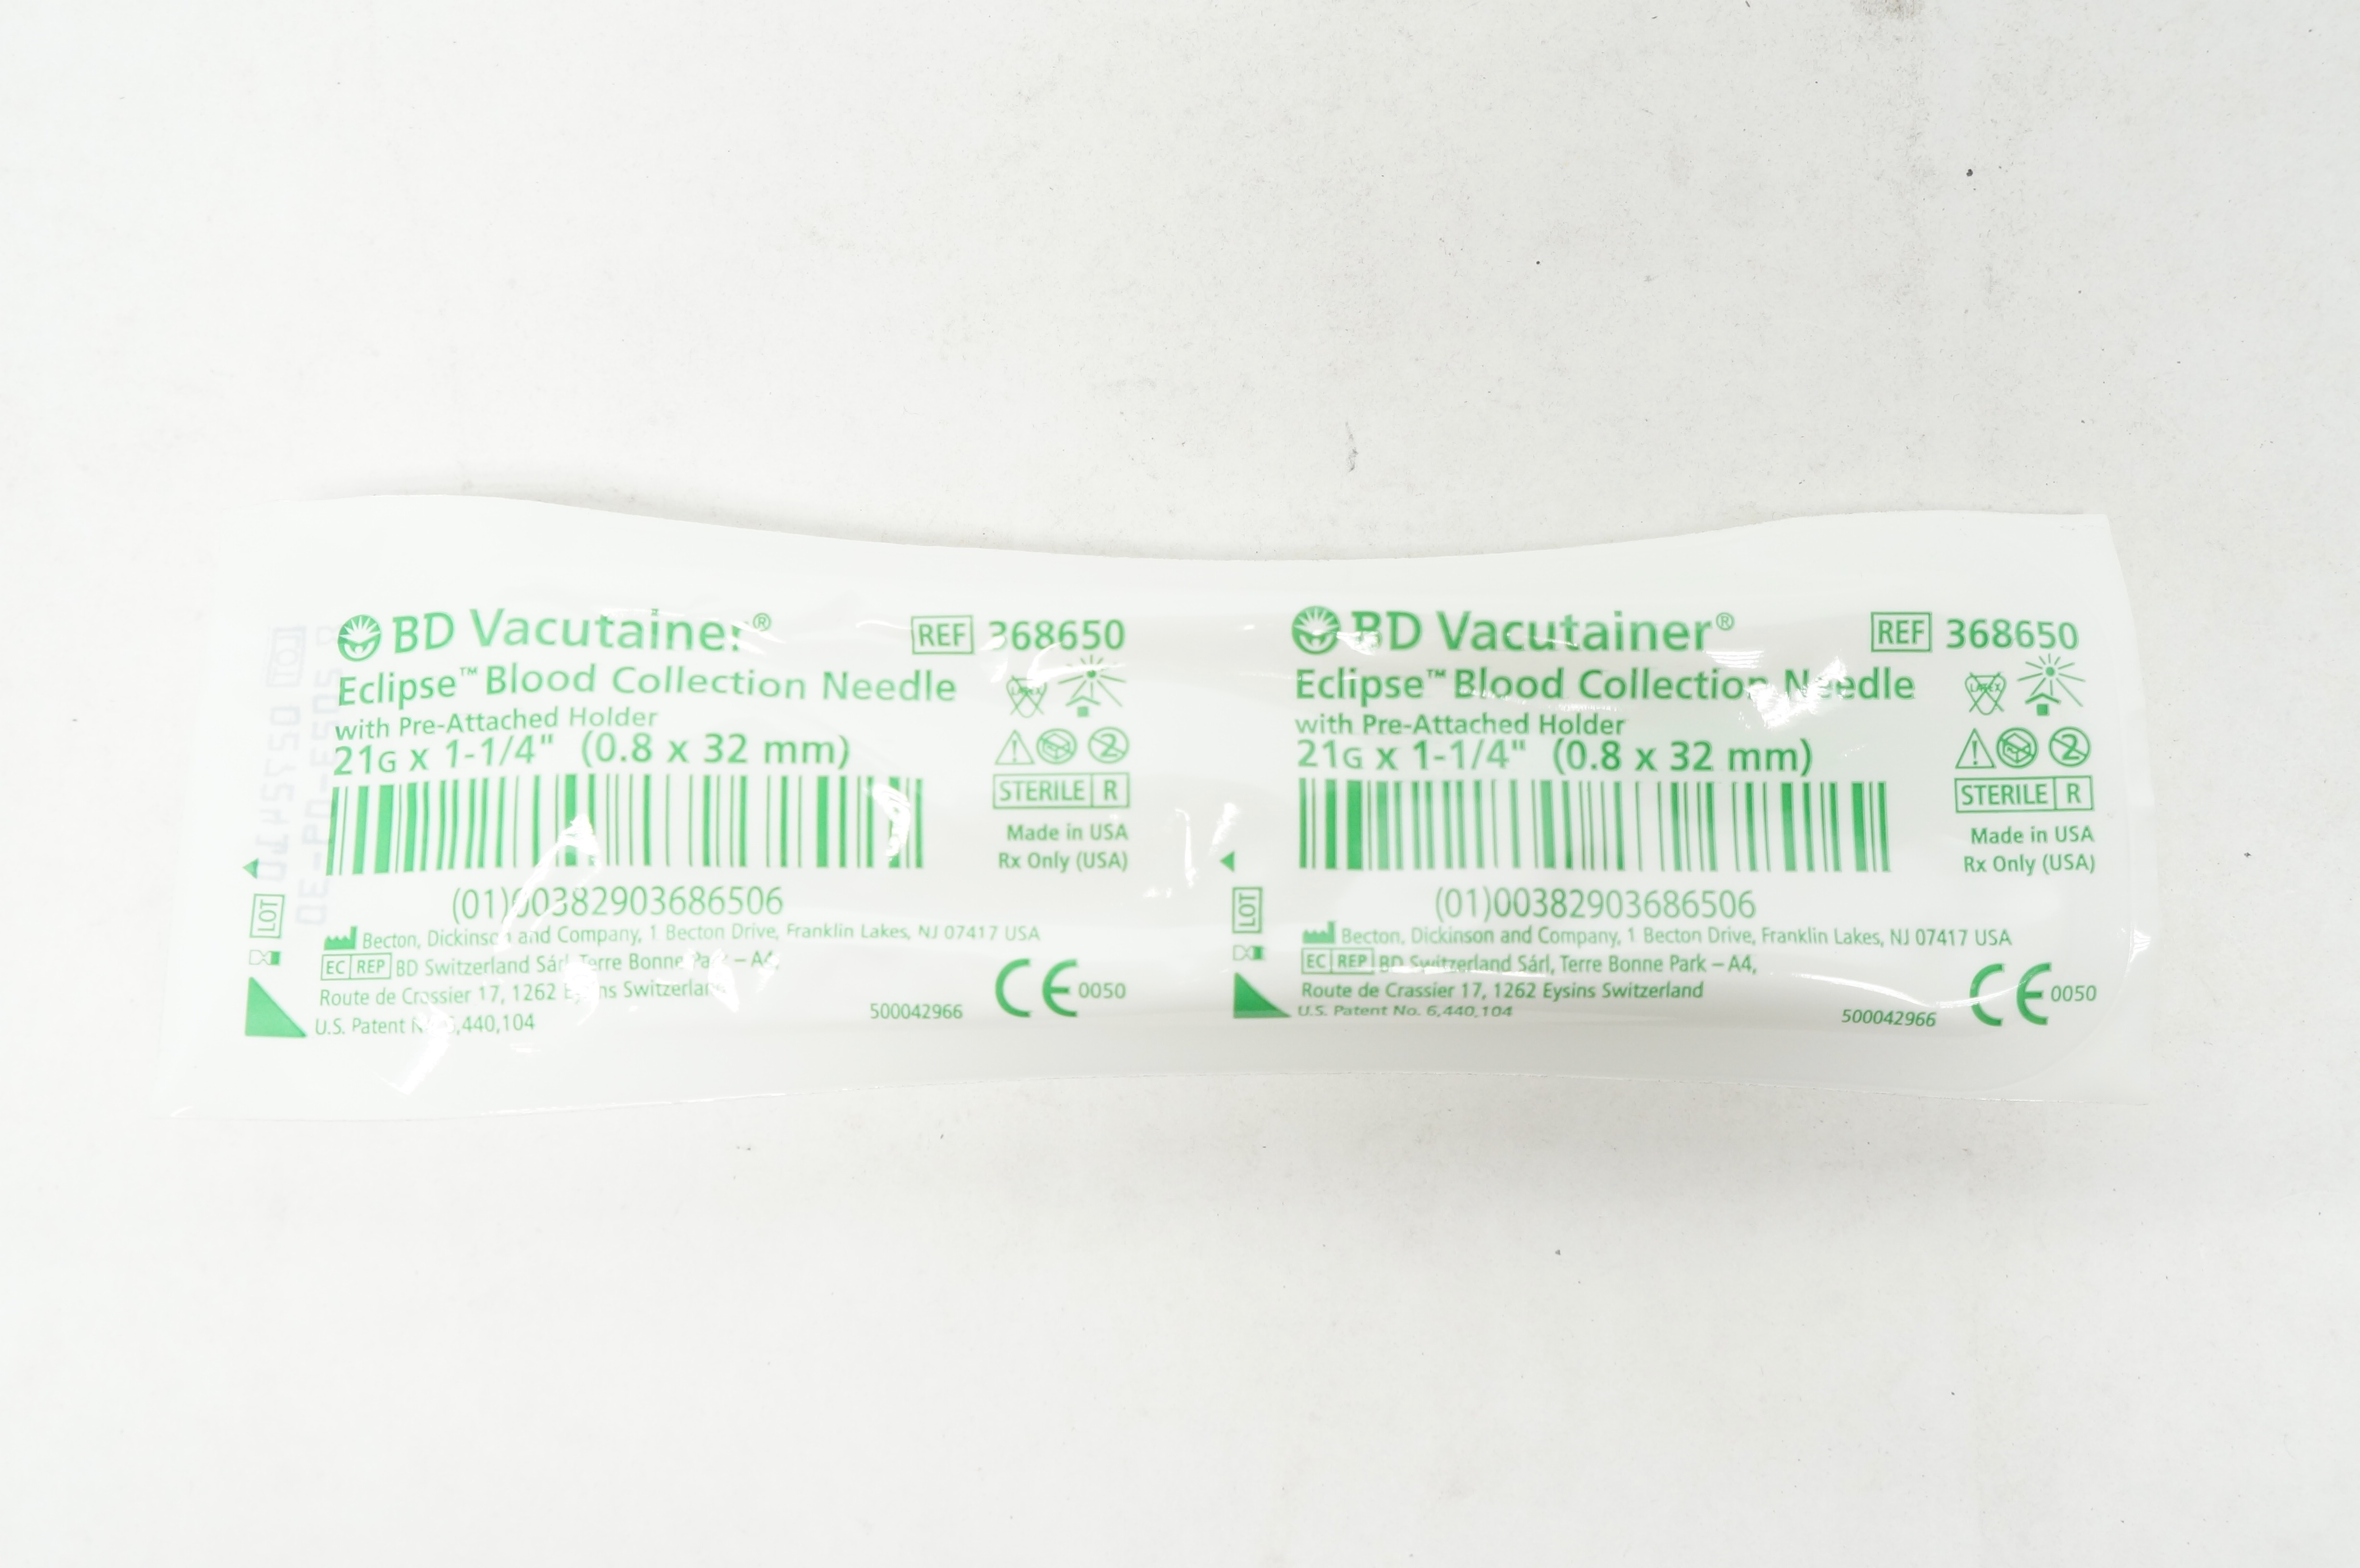 BD Vacutainer®
REF 368650
Eclipse™ Blood Collection Needle
with Pre-Attached Holder
21G x 1-1/4" (0.8 x 32 mm)
LATEX
2
STERILE R
Made in USA
Rx Only (USA)
(01)00382903686506
LOT
Becton, Dickinson and Company, 1 Becton Drive, Franklin Lakes, NJ 07417 USA
EC REP BD Switzerland Sárl, Terre Bonne Park – A4,
Route de Crassier 17, 1262 Eysins Switzerland
U.S. Patent No. 6,440,104
500042966
CE 0050
BD Vacutainer®
REF 368650
Eclipse™ Blood Collection Needle
with Pre-Attached Holder
21G x 1-1/4" (0.8 x 32 mm)
LATEX
2
STERILE R
Made in USA
Rx Only (USA)
(01)00382903686506
LOT
Becton, Dickinson and Company, 1 Becton Drive, Franklin Lakes, NJ 07417 USA
EC REP BD Switzerland Sárl, Terre Bonne Park – A4,
Route de Crassier 17, 1262 Eysins Switzerland
U.S. Patent No. 6,440,104
500042966
CE 0050